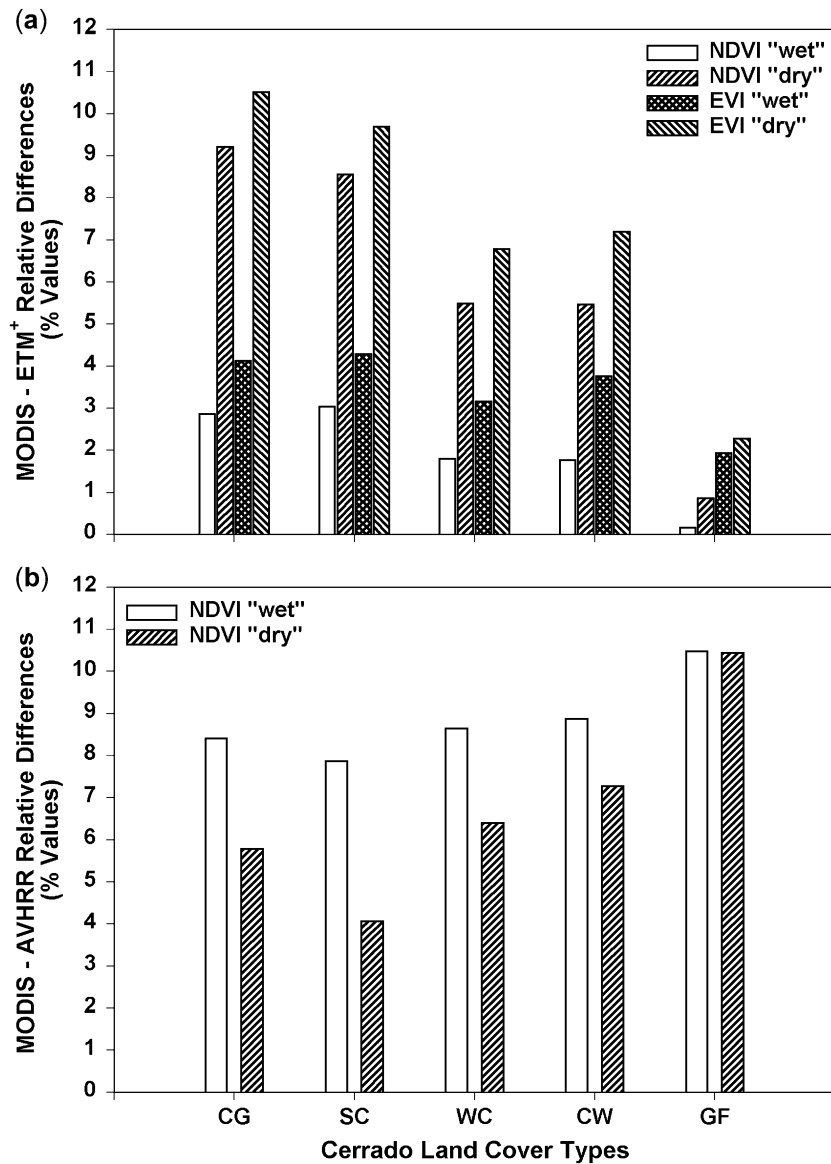 (a)
12
11
10
9
8
7
6
5
4
3
2
1
0
MODIS - ETM+ Relative Differences
(% Values)
NDVI "wet"
NDVI "dry"
EVI "wet"
EVI "dry"
(b)
12
11
10
9
8
7
6
5
4
3
2
1
0
MODIS - AVHRR Relative Differences
(% Values)
NDVI "wet"
NDVI "dry"
CG SC WC CW GF
Cerrado Land Cover Types